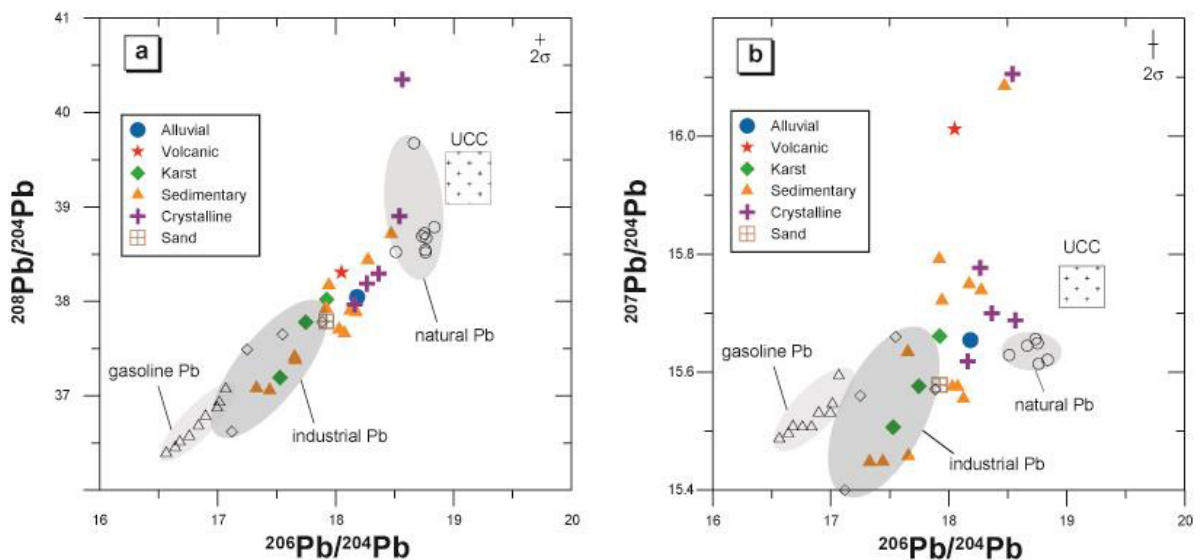 a
2σ
41
40
39
38
37
208Pb/204Pb
Alluvial
Volcanic
Karst
Sedimentary
Crystalline
Sand
UCC
natural Pb
gasoline Pb
industrial Pb
16 17 18 19 20
206Pb/204Pb
b
2σ
16.0
15.8
15.6
15.4
207Pb/204Pb
Alluvial
Volcanic
Karst
Sedimentary
Crystalline
Sand
UCC
gasoline Pb
natural Pb
industrial Pb
16 17 18 19 20
206Pb/204Pb